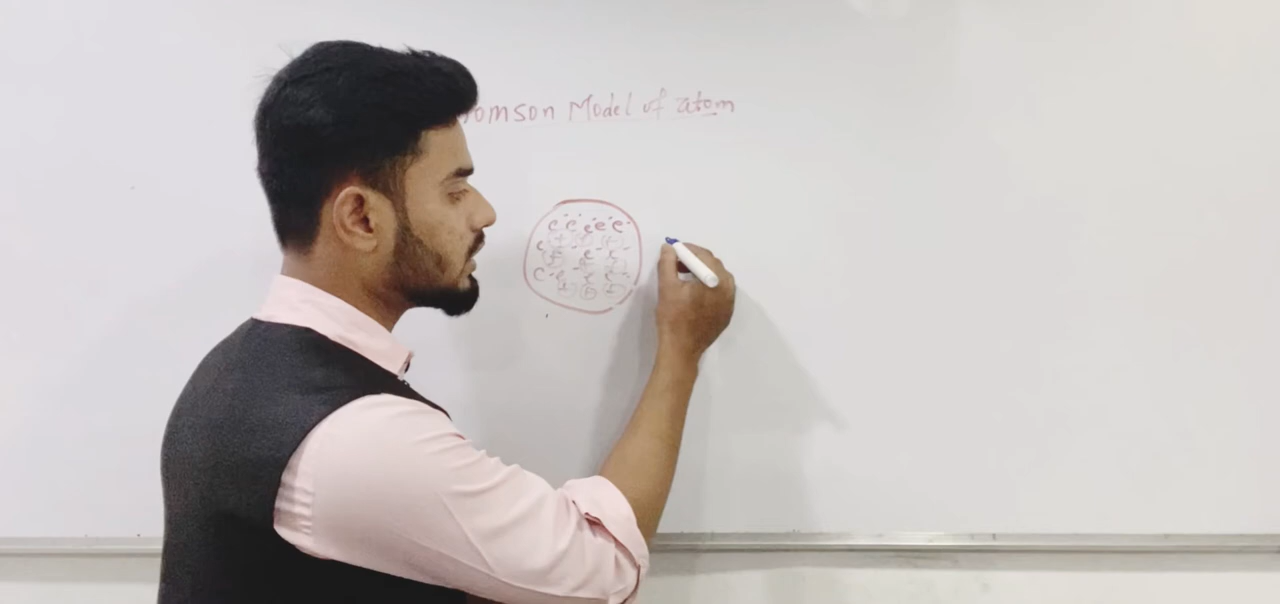 omson Model of atom
e⁻ e⁻ e⁻ e⁻ e⁻
e + + +
+ e⁻ e⁻
e⁻ e⁻ e e⁻
+ + +